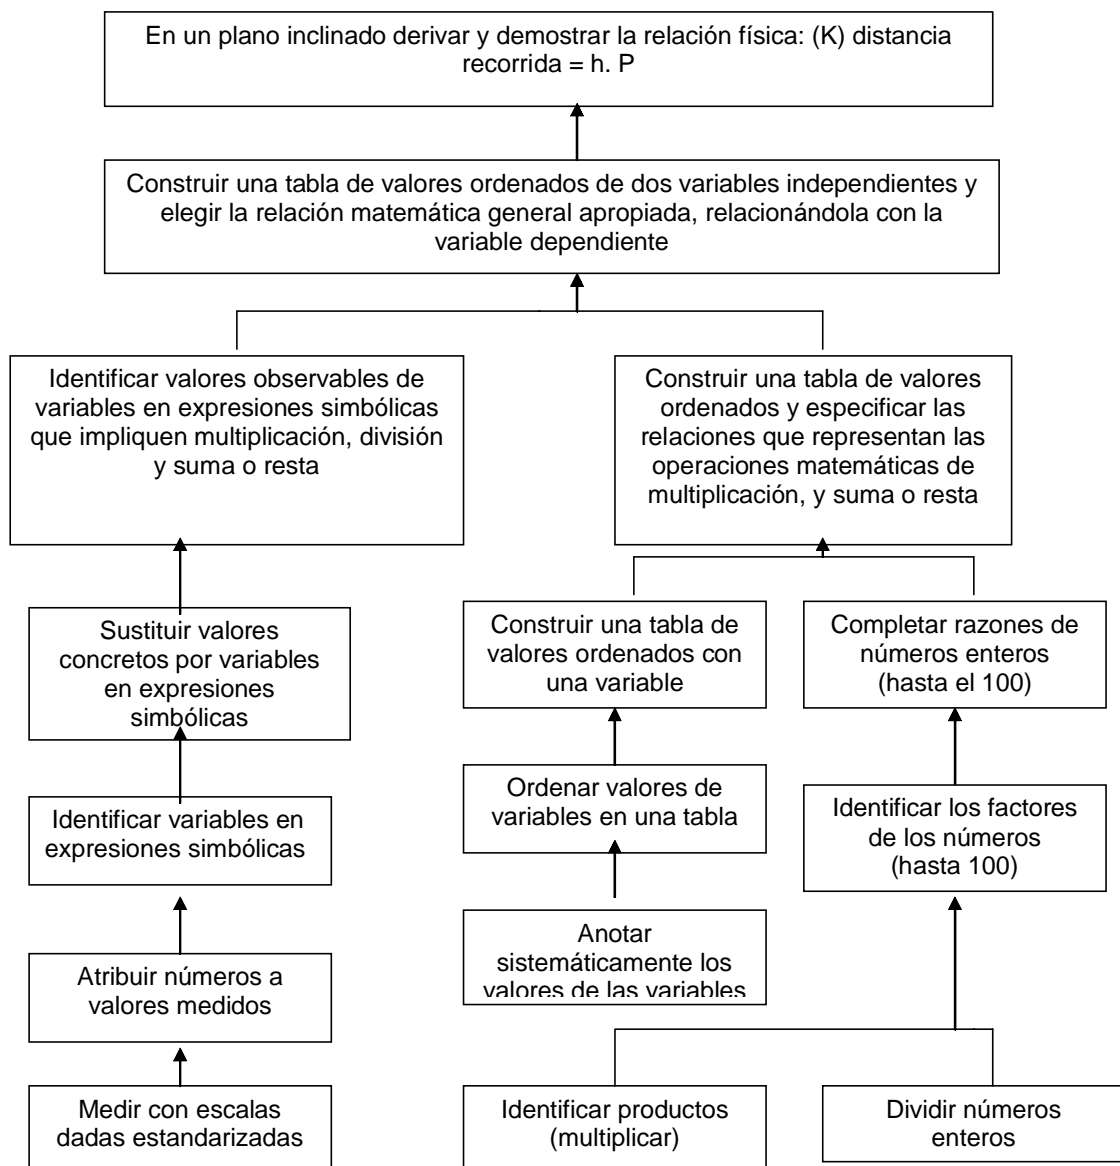 En un plano inclinado derivar y demostrar la relación física: (K) distancia
recorrida = h. P
Construir una tabla de valores ordenados de dos variables independientes y
elegir la relación matemática general apropiada, relacionándola con la
variable dependiente
Identificar valores observables de
variables en expresiones simbólicas
que impliquen multiplicación, división
y suma o resta
Construir una tabla de valores
ordenados y especificar las
relaciones que representan las
operaciones matemáticas de
multiplicación, y suma o resta
Sustituir valores
concretos por variables
en expresiones
simbólicas
Construir una tabla de
valores ordenados con
una variable
Completar razones de
números enteros
(hasta el 100)
Identificar variables en
expresiones simbólicas
Ordenar valores de
variables en una tabla
Identificar los factores
de los números
(hasta 100)
Atribuir números a
valores medidos
Anotar
sistemáticamente los
valores de las variables
Medir con escalas
dadas estandarizadas
Identificar productos
(multiplicar)
Dividir números
enteros